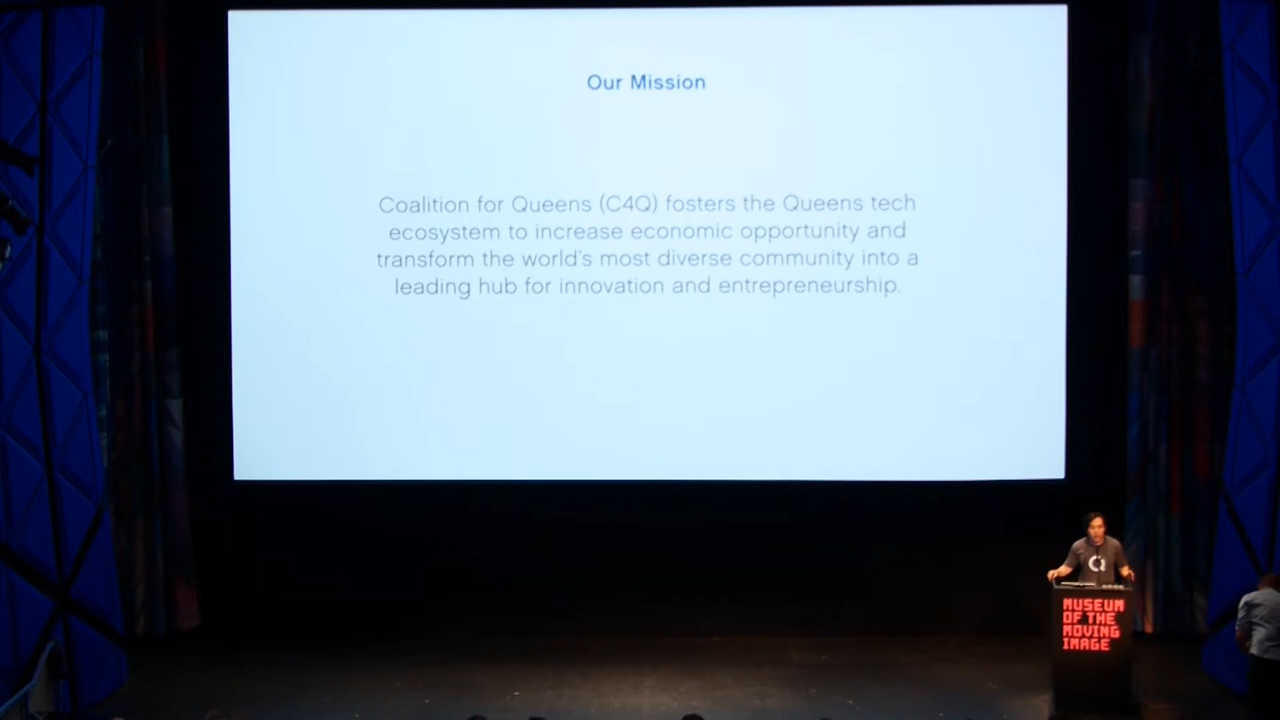 Our Mission
Coalition for Queens (C4Q) fosters the Queens tech
ecosystem to increase economic opportunity and
transform the world's most diverse community into a
leading hub for innovation and entrepreneurship.
MUSEUM
OF THE
MOVING
IMAGE